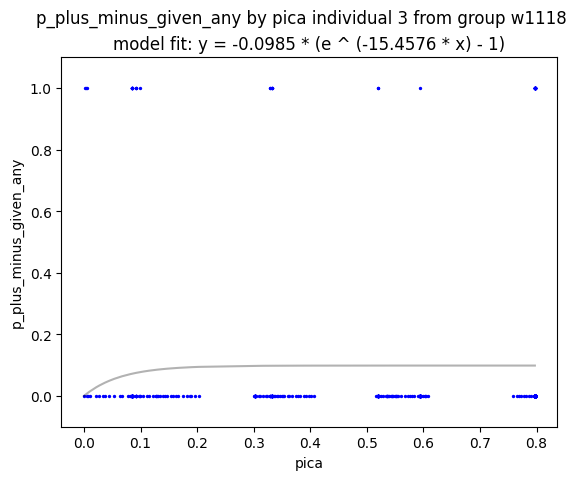 p_plus_minus_given_any by pica individual 3 from group w1118
model fit: y = -0.0985 * (e ^ (-15.4576 * x) - 1)
p_plus_minus_given_any
1.0
0.8
0.6
0.4
0.2
0.0
0.0 0.1 0.2 0.3 0.4 0.5 0.6 0.7 0.8
pica